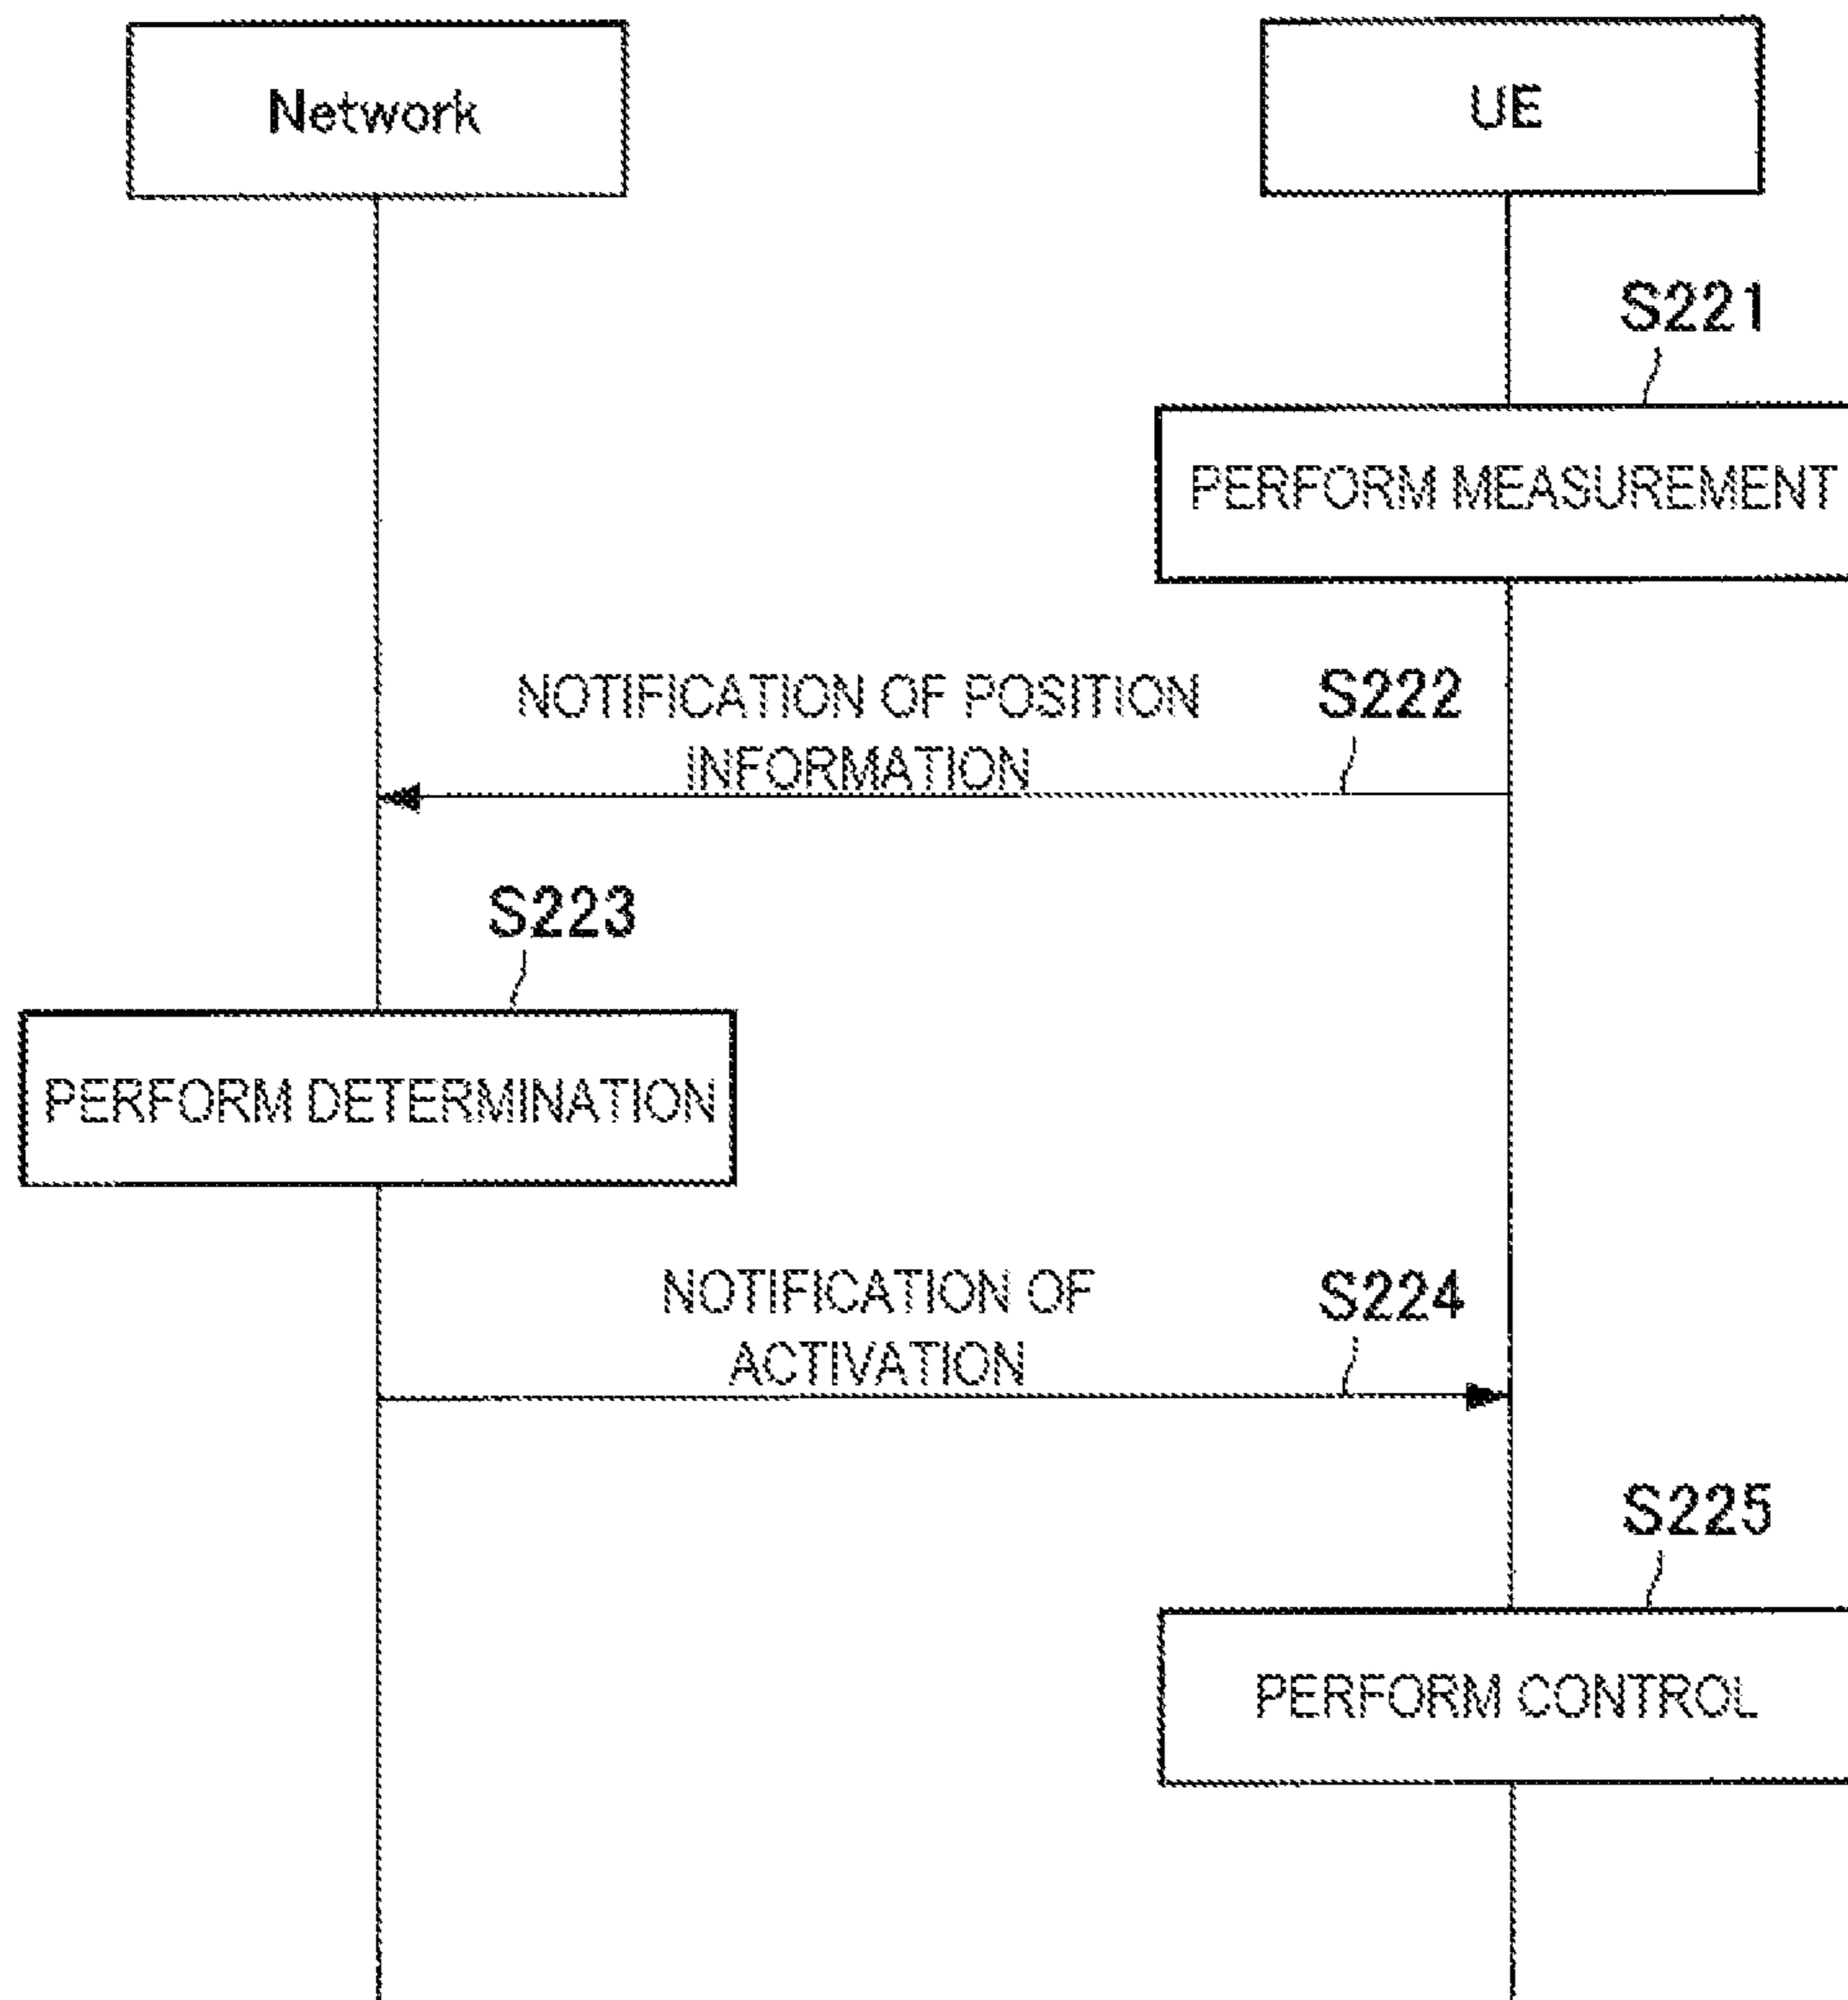 Network
UE
S221
PERFORM MEASUREMENT
NOTIFICATION OF POSITION
INFORMATION
S222
S223
PERFORM DETERMINATION
NOTIFICATION OF
ACTIVATION
S224
S225
PERFORM CONTROL